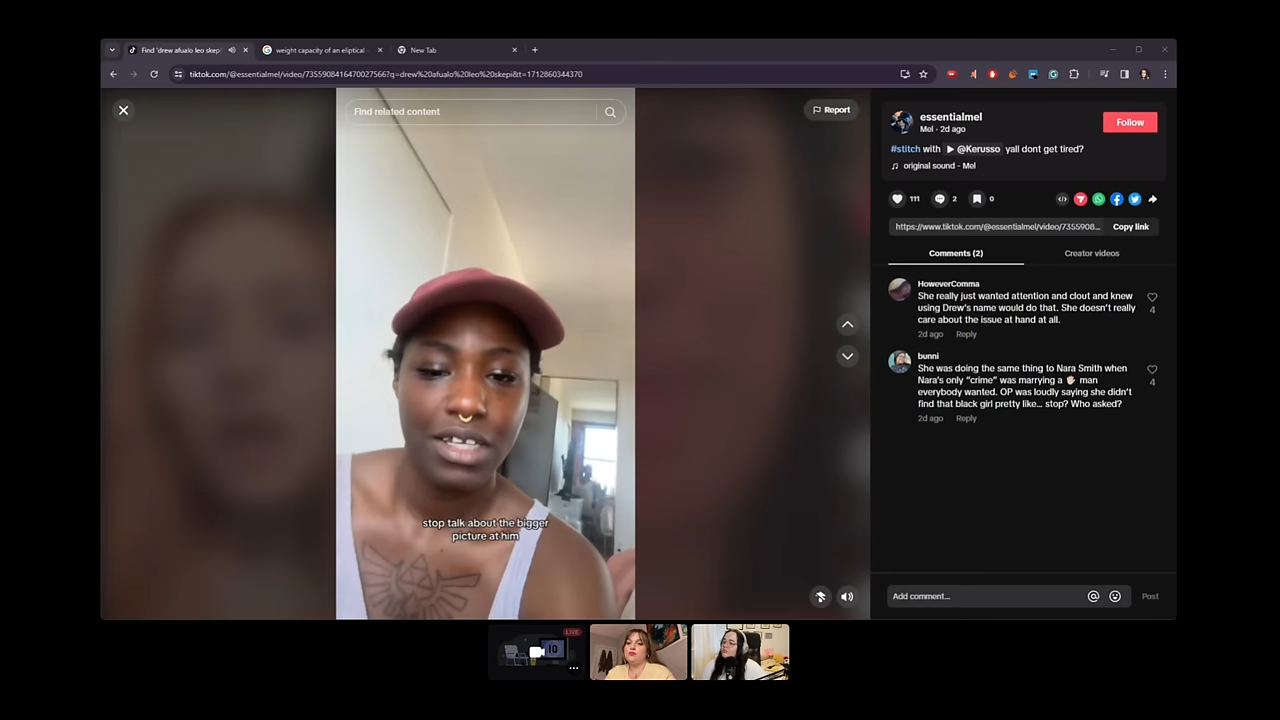 Find 'drew afualo leo skepi'
weight capacity of an eliptical -
New Tab
tiktok.com/@essentialmel/video/7355908416470027566?q=drew%20afualo%20leo%20skepi&t=1712860344370
Find related content
Report
essentialmel
Mel · 2d ago
Follow
#stitch with @Kerusso yall dont get tired?
original sound - Mel
111
2
0
https://www.tiktok.com/@essentialmel/video/7355908...
Copy link
Comments (2)
Creator videos
HoweverComma
She really just wanted attention and clout and knew
using Drew's name would do that. She doesn't really
care about the issue at hand at all.
4
2d ago Reply
bunni
She was doing the same thing to Nara Smith when
Nara's only "crime" was marrying a 🖐🏻 man
everybody wanted. OP was loudly saying she didn't
find that black girl pretty like... stop? Who asked?
4
2d ago Reply
stop talk about the bigger
picture at him
Add comment...
Post
LIVE
10